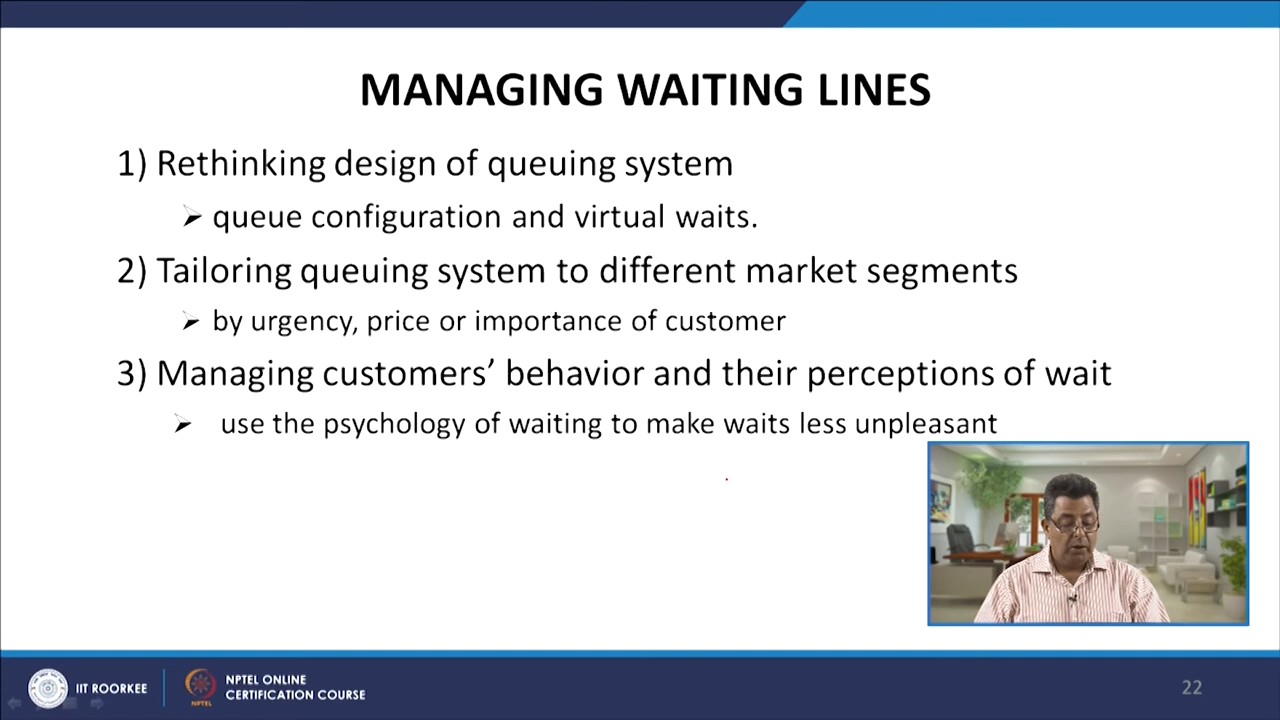 MANAGING WAITING LINES
1) Rethinking design of queuing system
➢ queue configuration and virtual waits.
2) Tailoring queuing system to different market segments
➢ by urgency, price or importance of customer
3) Managing customers’ behavior and their perceptions of wait
➢ use the psychology of waiting to make waits less unpleasant
IIT ROORKEE
NPTEL
NPTEL ONLINE
CERTIFICATION COURSE
22